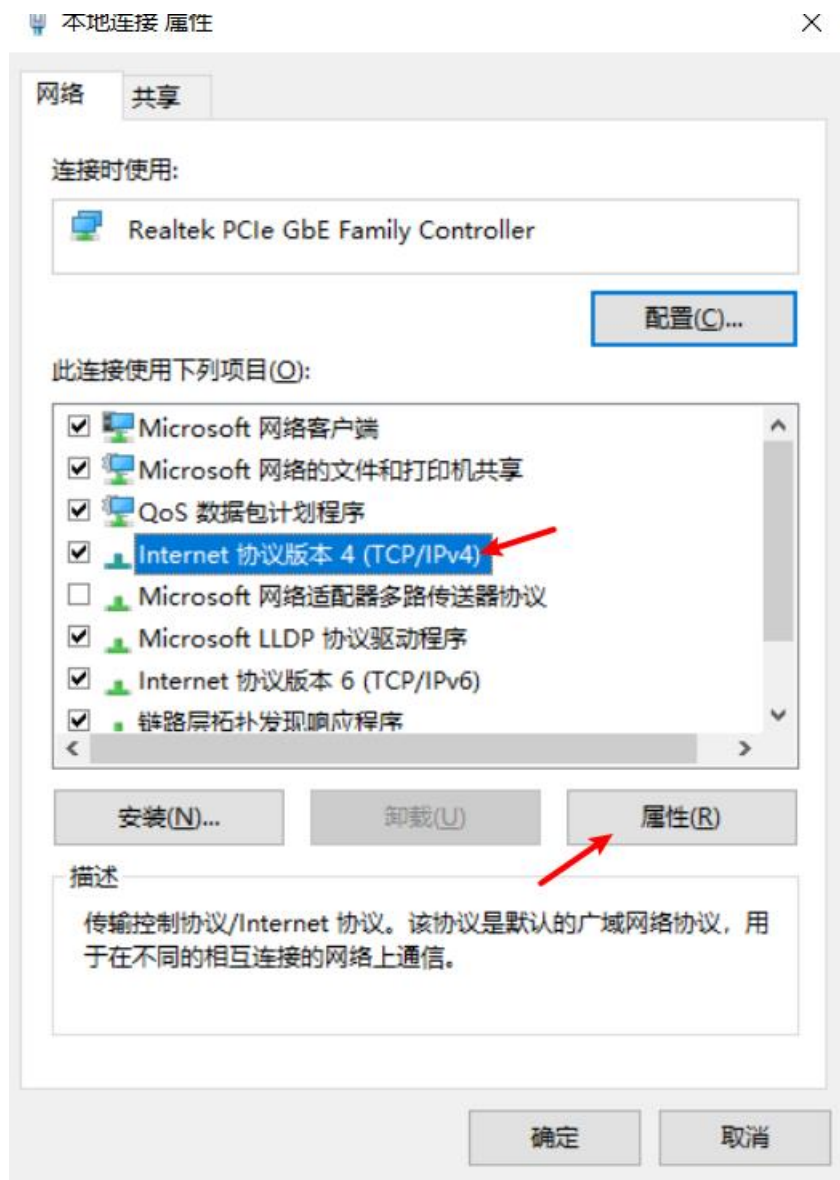 本地连接 属性
网络
共享
连接时使用:
Realtek PCIe GbE Family Controller
配置(C)...
此连接使用下列项目(O):
Microsoft 网络客户端
Microsoft 网络的文件和打印机共享
QoS 数据包计划程序
Internet 协议版本 4 (TCP/IPv4)
Microsoft 网络适配器多路传送器协议
Microsoft LLDP 协议驱动程序
Internet 协议版本 6 (TCP/IPv6)
链路层拓扑发现响应程序
安装(N)...
卸载(U)
属性(R)
描述
传输控制协议/Internet 协议。该协议是默认的广域网络协议，用
于在不同的相互连接的网络上通信。
确定
取消